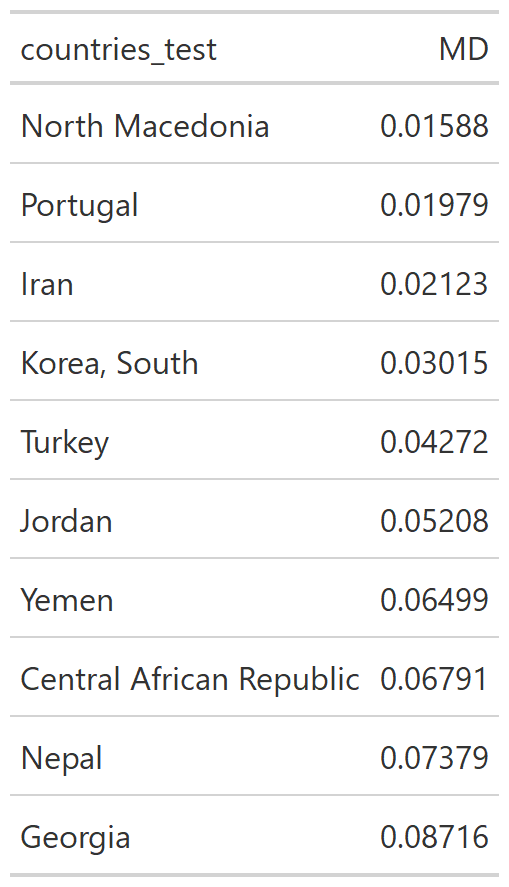 countries_test MD
North Macedonia 0.01588
Portugal 0.01979
Iran 0.02123
Korea, South 0.03015
Turkey 0.04272
Jordan 0.05208
Yemen 0.06499
Central African Republic 0.06791
Nepal 0.07379
Georgia 0.08716